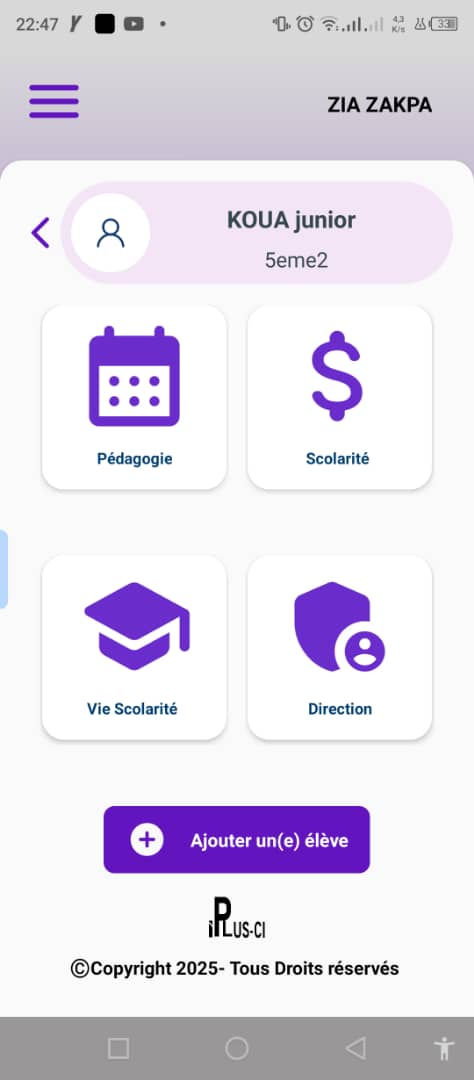 22:47
4,3
K/s
33
ZIA ZAKPA
KOUA junior
5eme2
Pédagogie
Scolarité
Vie Scolarité
Direction
Ajouter un(e) élève
iPLUS-CI
©Copyright 2025- Tous Droits réservés